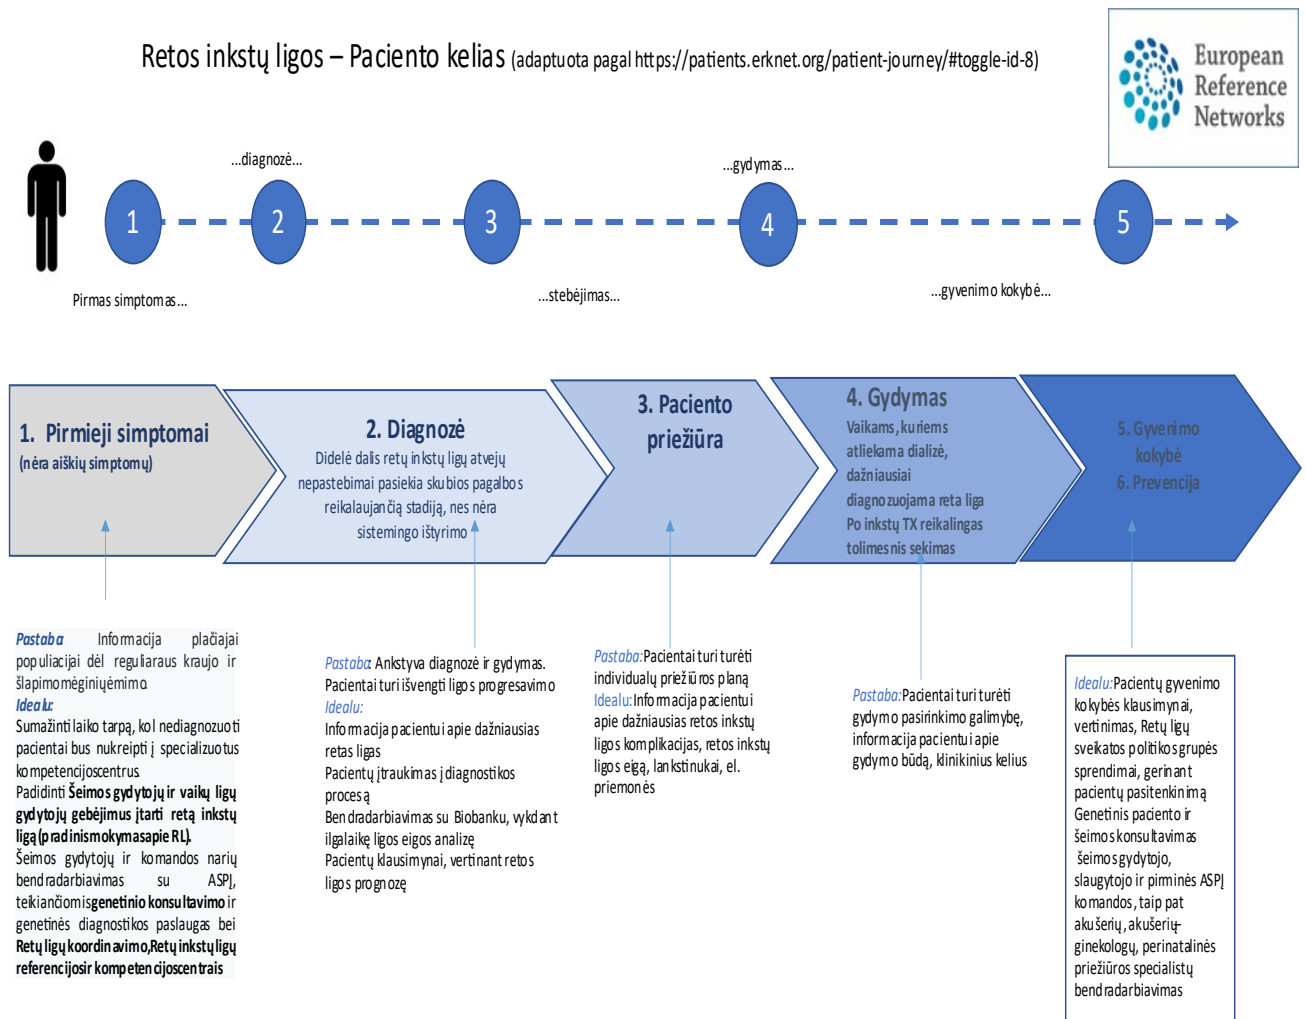 Retos inkstų ligos – Paciento kelias (adaptuota pagal https://patients.erknet.org/patient-journey/#toggle-id-8)
European
Reference
Networks
...diagnozė...
...gydymas...
1
2
3
4
5
Pirmas simptomas...
...stebėjimas...
...gyvenimo kokybė...
1. Pirmieji simptomai
(nėra aiškių simptomų)
2. Diagnozė
Didelė dalis retų inkstų ligų atvejų
nepastebimai pasiekia skubios pagalbos
reikalaujančią stadiją, nes nėra
sistemingo ištyrimo
3. Paciento
priežiūra
4. Gydymas
Vaikams, kuriems
atliekama dializė,
dažniausiai
diagnozuojama reta liga
Po inkstų TX reikalingas
tolimesnis sekimas
5. Gyvenimo
kokybė
6. Prevencija
Pastaba: Informacija plačiajai
populiacijai dėl reguliaraus kraujo ir
šlapimo mėginių ėmimo.
Idealu:
Sumažinti laiko tarpą, kol nediagnozuoti
pacientai bus nukreipti į specializuotus
kompetencijos centrus.
Padidinti Šeimos gydytojų ir vaikų ligų
gydytojų gebėjimus įtarti retą inkstų
ligą (pradinis mokymas apie RL).
Šeimos gydytojų ir komandos narių
bendradarbiavimas su ASPĮ,
teikiančiomis genetinio konsultavimo ir
genetinės diagnostikos paslaugas bei
Retų ligų koordinavimo, Retų inkstų ligų
referencijos ir kompetencijos centrais
Pastaba: Ankstyva diagnozė ir gydymas.
Pacientai turi išvengti ligos progresavimo
Idealu:
Informacija pacientui apie dažniausias
retas ligas
Pacientų įtraukimas į diagnostikos
procesą
Bendradarbiavimas su Biobanku, vykdant
ilgalaikę ligos eigos analizę
Pacientų klausimynai, vertinant retos
ligos prognozę
Pastaba: Pacientai turi turėti
individualų priežiūros planą
Idealu: Informacija pacientui
apie dažniausias retos inkstų
ligos komplikacijas, retos inkstų
ligos eigą, lankstinukai, el.
priemonės
Pastaba: Pacientai turi turėti
gydymo pasirinkimo galimybę,
informacija pacientui apie
gydymo būdą, klinikinius kelius
Idealu: Pacientų gyvenimo
kokybės klausimynai,
vertinimas, Retų ligų
sveikatos politikos grupės
sprendimai, gerinant
pacientų pasitenkinimą
Genetinis paciento ir
šeimos konsultavimas
šeimos gydytojo,
slaugytojo ir pirminės ASPĮ
komandos, taip pat
akušerių, akušerių-
ginekologų, perinatalinės
priežiūros specialistų
bendradarbiavimas